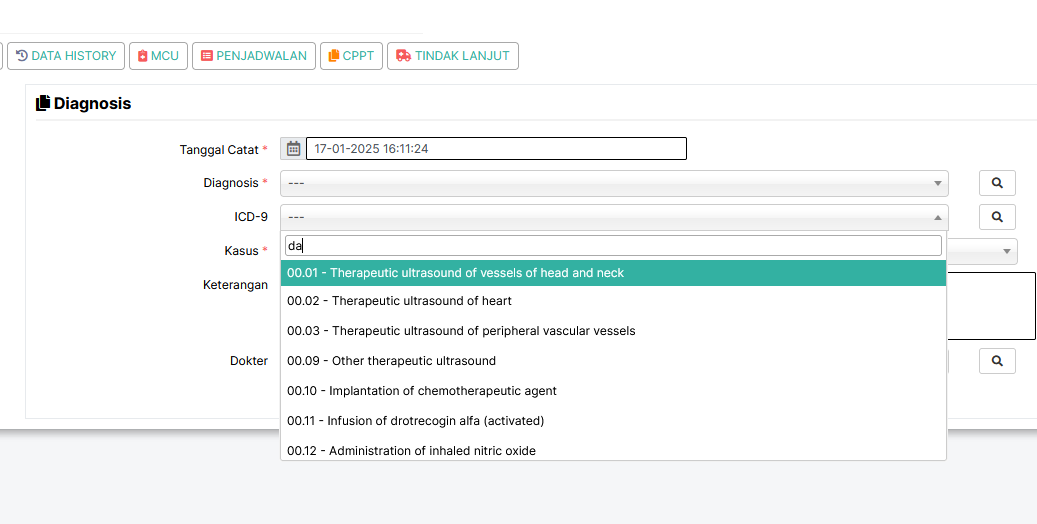 DATA HISTORY MCU PENJADWALAN CPPT TINDAK LANJUT
Diagnosis
Tanggal Catat * 17-01-2025 16:11:24
Diagnosis * ---
ICD-9 ---
da
Kasus *
00.01 - Therapeutic ultrasound of vessels of head and neck
Keterangan
00.02 - Therapeutic ultrasound of heart
00.03 - Therapeutic ultrasound of peripheral vascular vessels
Dokter
00.09 - Other therapeutic ultrasound
00.10 - Implantation of chemotherapeutic agent
00.11 - Infusion of drotrecogin alfa (activated)
00.12 - Administration of inhaled nitric oxide